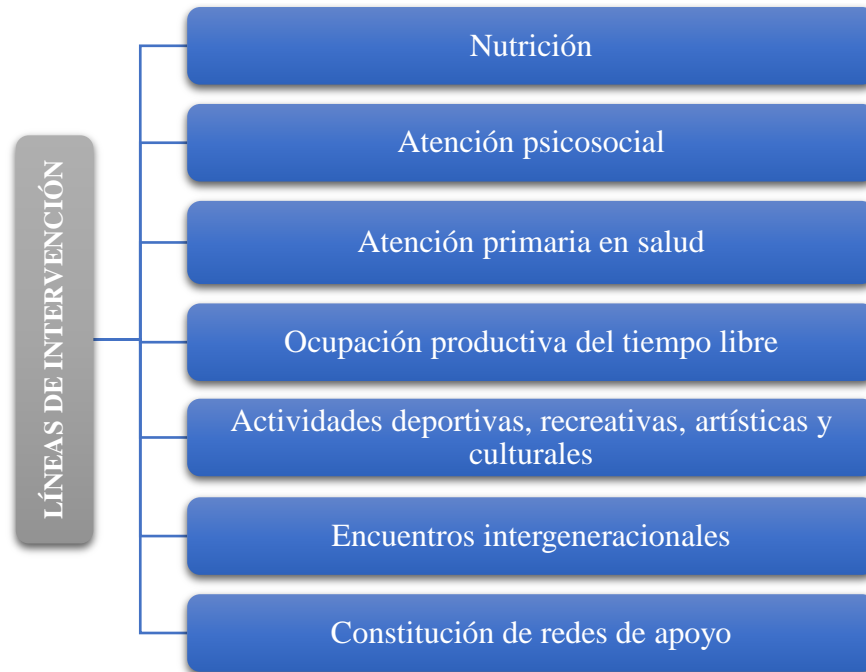 LÍNEAS DE INTERVENCIÓN
Nutrición
Atención psicosocial
Atención primaria en salud
Ocupación productiva del tiempo libre
Actividades deportivas, recreativas, artísticas y
culturales
Encuentros intergeneracionales
Constitución de redes de apoyo